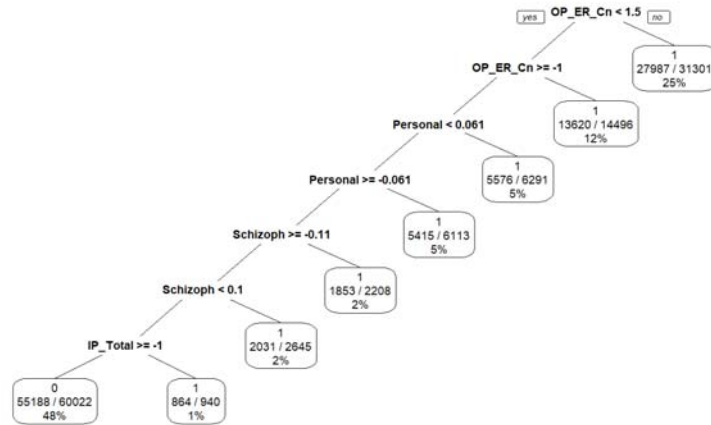 OP_ER_Cn < 1.5
yes
no
OP_ER_Cn >= -1
1
27987 / 31301
25%
Personal < 0.061
1
13620 / 14496
12%
Personal >= -0.061
1
5576 / 6291
5%
Schizoph >= -0.11
1
5415 / 6113
5%
Schizoph < 0.1
1
1853 / 2208
2%
IP_Total >= -1
1
2031 / 2645
2%
0
55188 / 60022
48%
1
864 / 940
1%